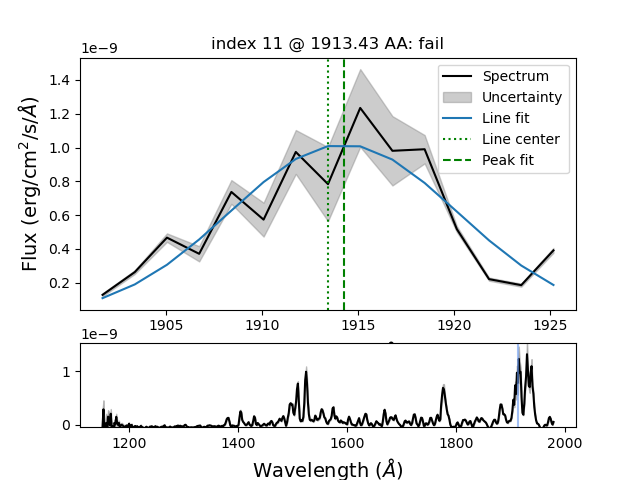 index 11 @ 1913.43 AA: fail
1e−9
Flux (erg/cm²/s/Å)
1.4
1.2
1.0
0.8
0.6
0.4
0.2
Spectrum
Uncertainty
Line fit
Line center
Peak fit
1905 1910 1915 1920 1925
1e−9
1
0
1200 1400 1600 1800 2000
Wavelength (Å)